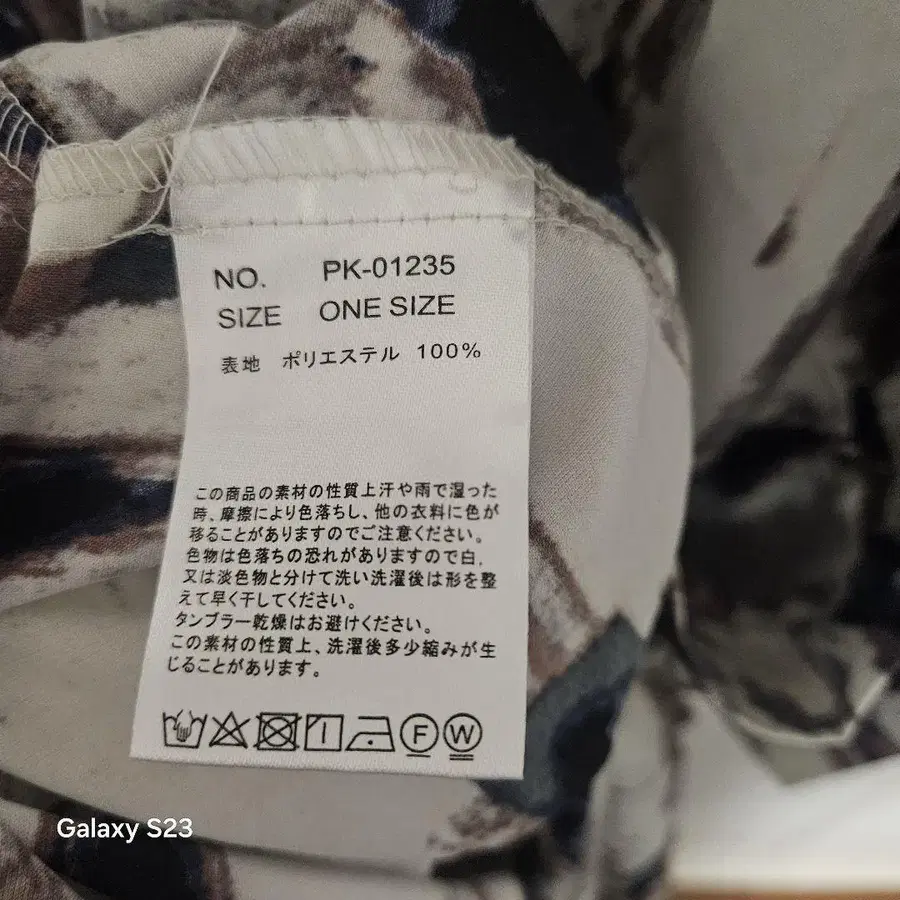 NO. PK-01235
SIZE ONE SIZE
表地 ポリエステル 100%
この商品の素材の性質上汗や雨で湿った
時、摩擦により色落ちし、他の衣料に色が
移ることがありますのでご注意ください。
色物は色落ちの恐れがありますので白,
又は淡色物と分けて洗い洗濯後は形を整
えて早く干してください。
タンブラー乾燥はお避けください。
この素材の性質上、洗濯後多少縮みが生
じることがあります。
F W
Galaxy S23